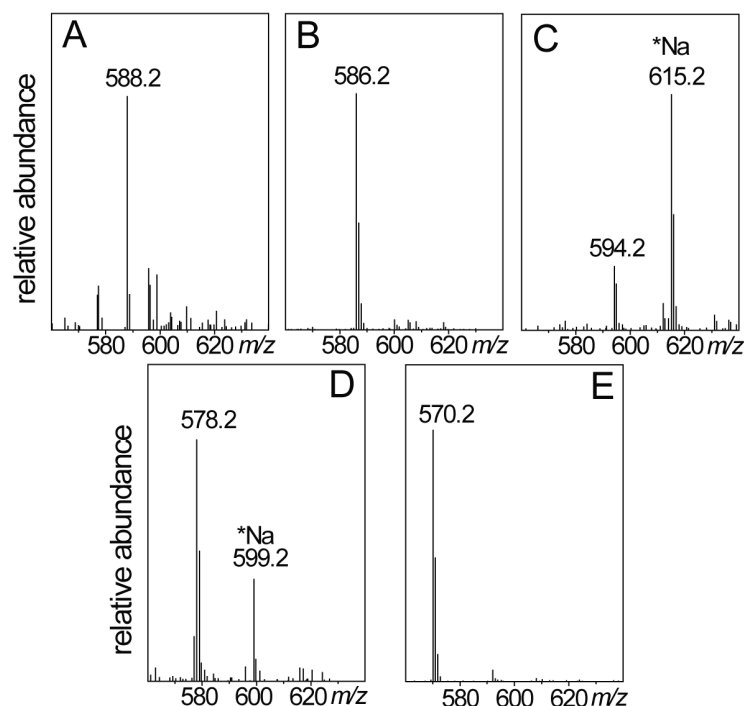 A
588.2
relative abundance
580 600 620 m/z
B
586.2
580 600 620 m/z
C
*Na
615.2
594.2
580 600 620 m/z
D
578.2
*Na
599.2
relative abundance
580 600 620 m/z
E
570.2
580 600 620 m/z